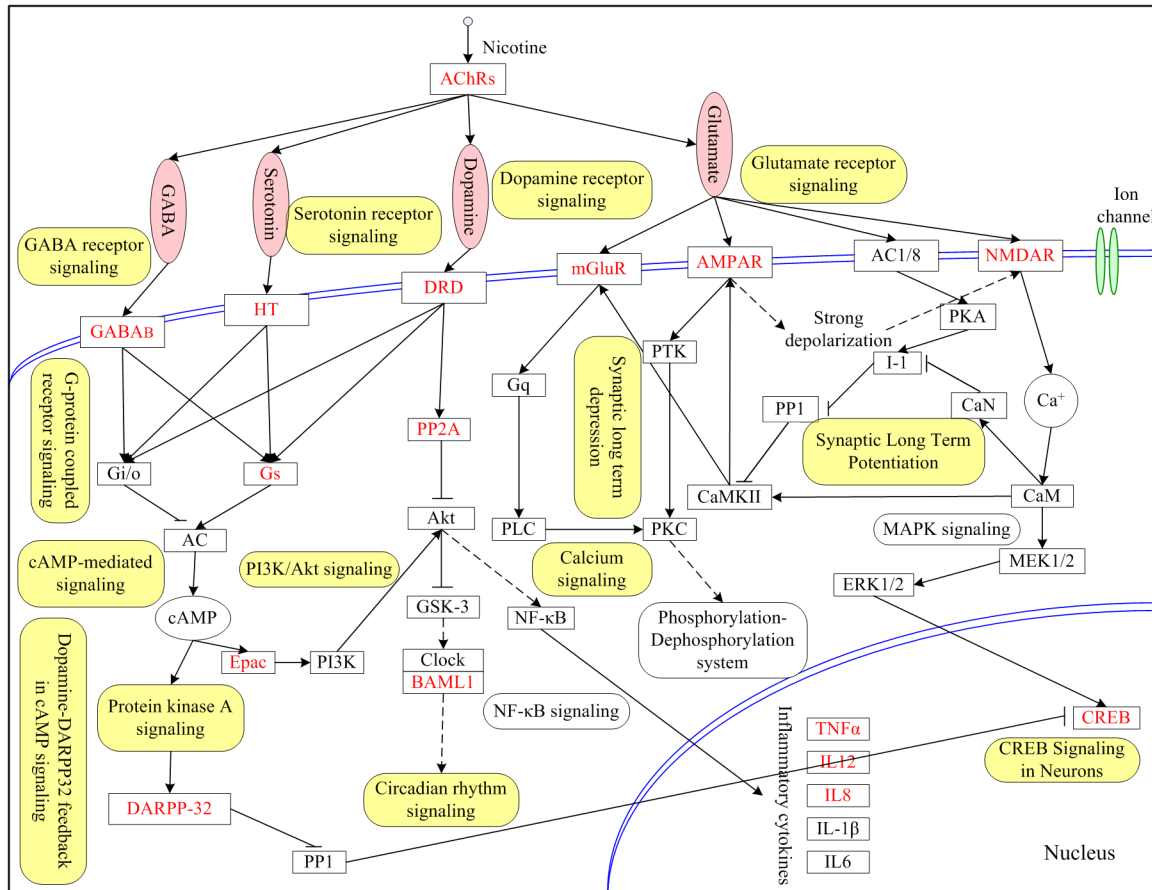 Nicotine
AChRs
GABA
Serotonin
Dopamine
Glutamate
GABA receptor
signaling
Serotonin receptor
signaling
Dopamine receptor
signaling
Glutamate receptor
signaling
Ion
channel
GABAB
HT
DRD
mGluR
AMPAR
AC1/8
NMDAR
Strong
depolarization
PKA
I-1
PTK
Gq
PP1
CaN
Ca+
G-protein coupled
receptor signaling
Synaptic long term
depression
Synaptic Long Term
Potentiation
PP2A
Gi/o
Gs
CaMKII
CaM
Akt
PLC
PKC
MAPK signaling
AC
cAMP-mediated
signaling
PI3K/Akt signaling
Calcium
signaling
MEK1/2
ERK1/2
cAMP
GSK-3
NF-κB
Phosphorylation-
Dephosphorylation
system
Epac
PI3K
Clock
BAML1
Dopamine-DARPP32 feedback
in cAMP signaling
Protein kinase A
signaling
NF-κB signaling
Inflammatory cytokines
TNFα
IL12
IL8
IL-1β
IL6
CREB
CREB Signaling
in Neurons
Circadian rhythm
signaling
DARPP-32
PP1
Nucleus